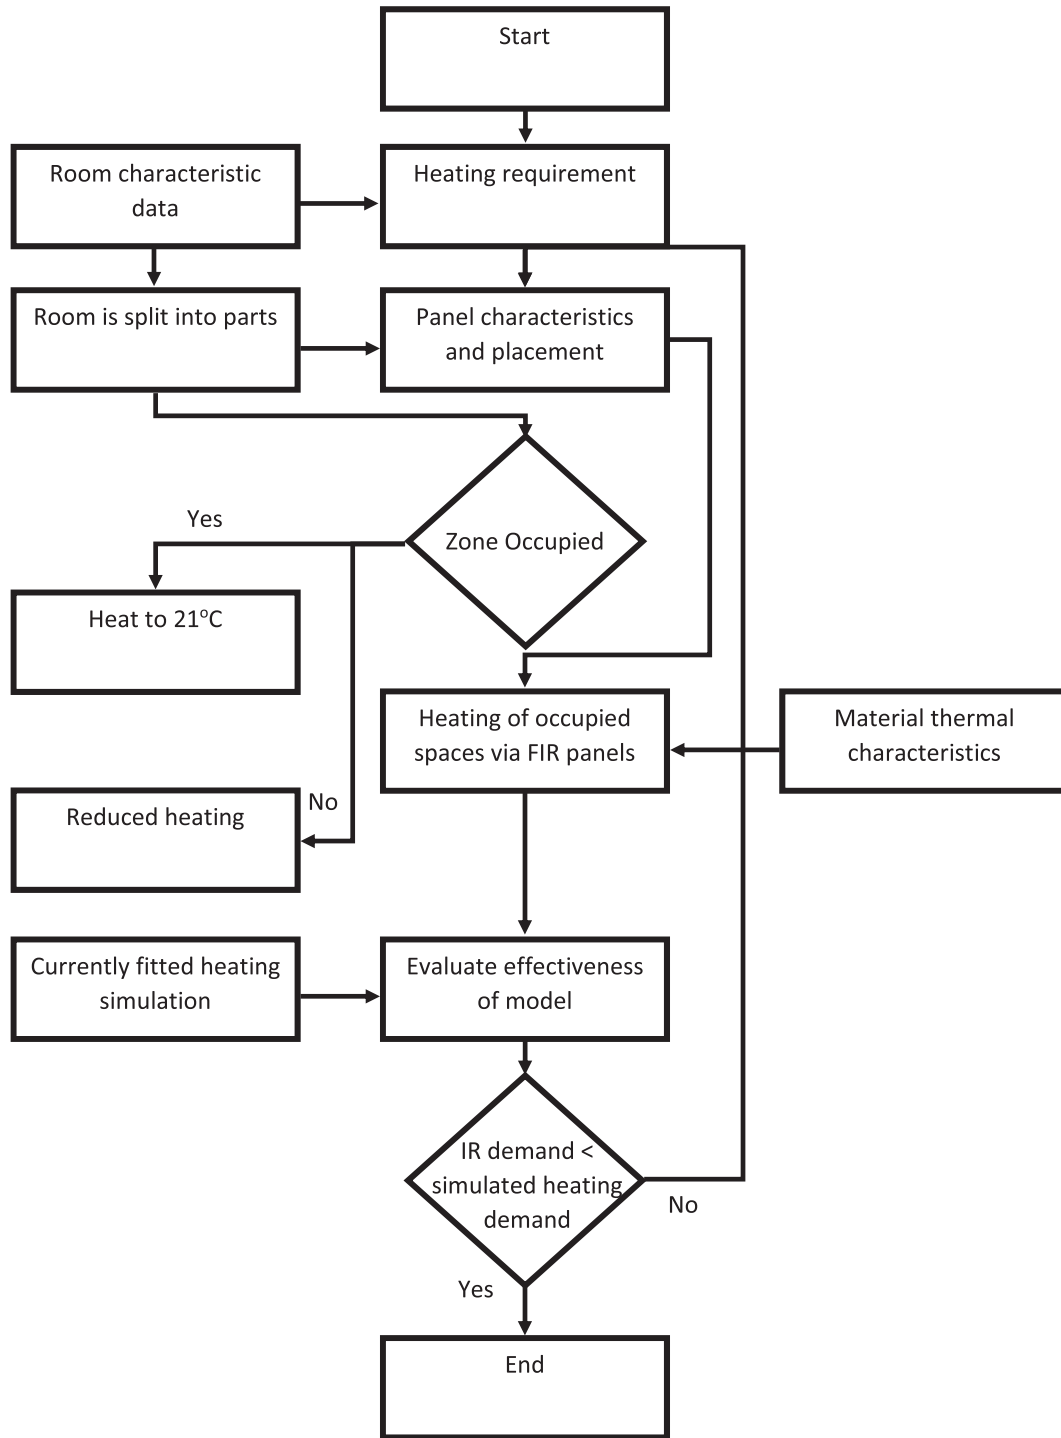 Start
Room characteristic
data
Heating requirement
Room is split into parts
Panel characteristics
and placement
Yes
Zone Occupied
Heat to 21°C
Heating of occupied
spaces via FIR panels
Material thermal
characteristics
No
Reduced heating
Currently fitted heating
simulation
Evaluate effectiveness
of model
IR demand <
simulated heating
demand
No
Yes
End